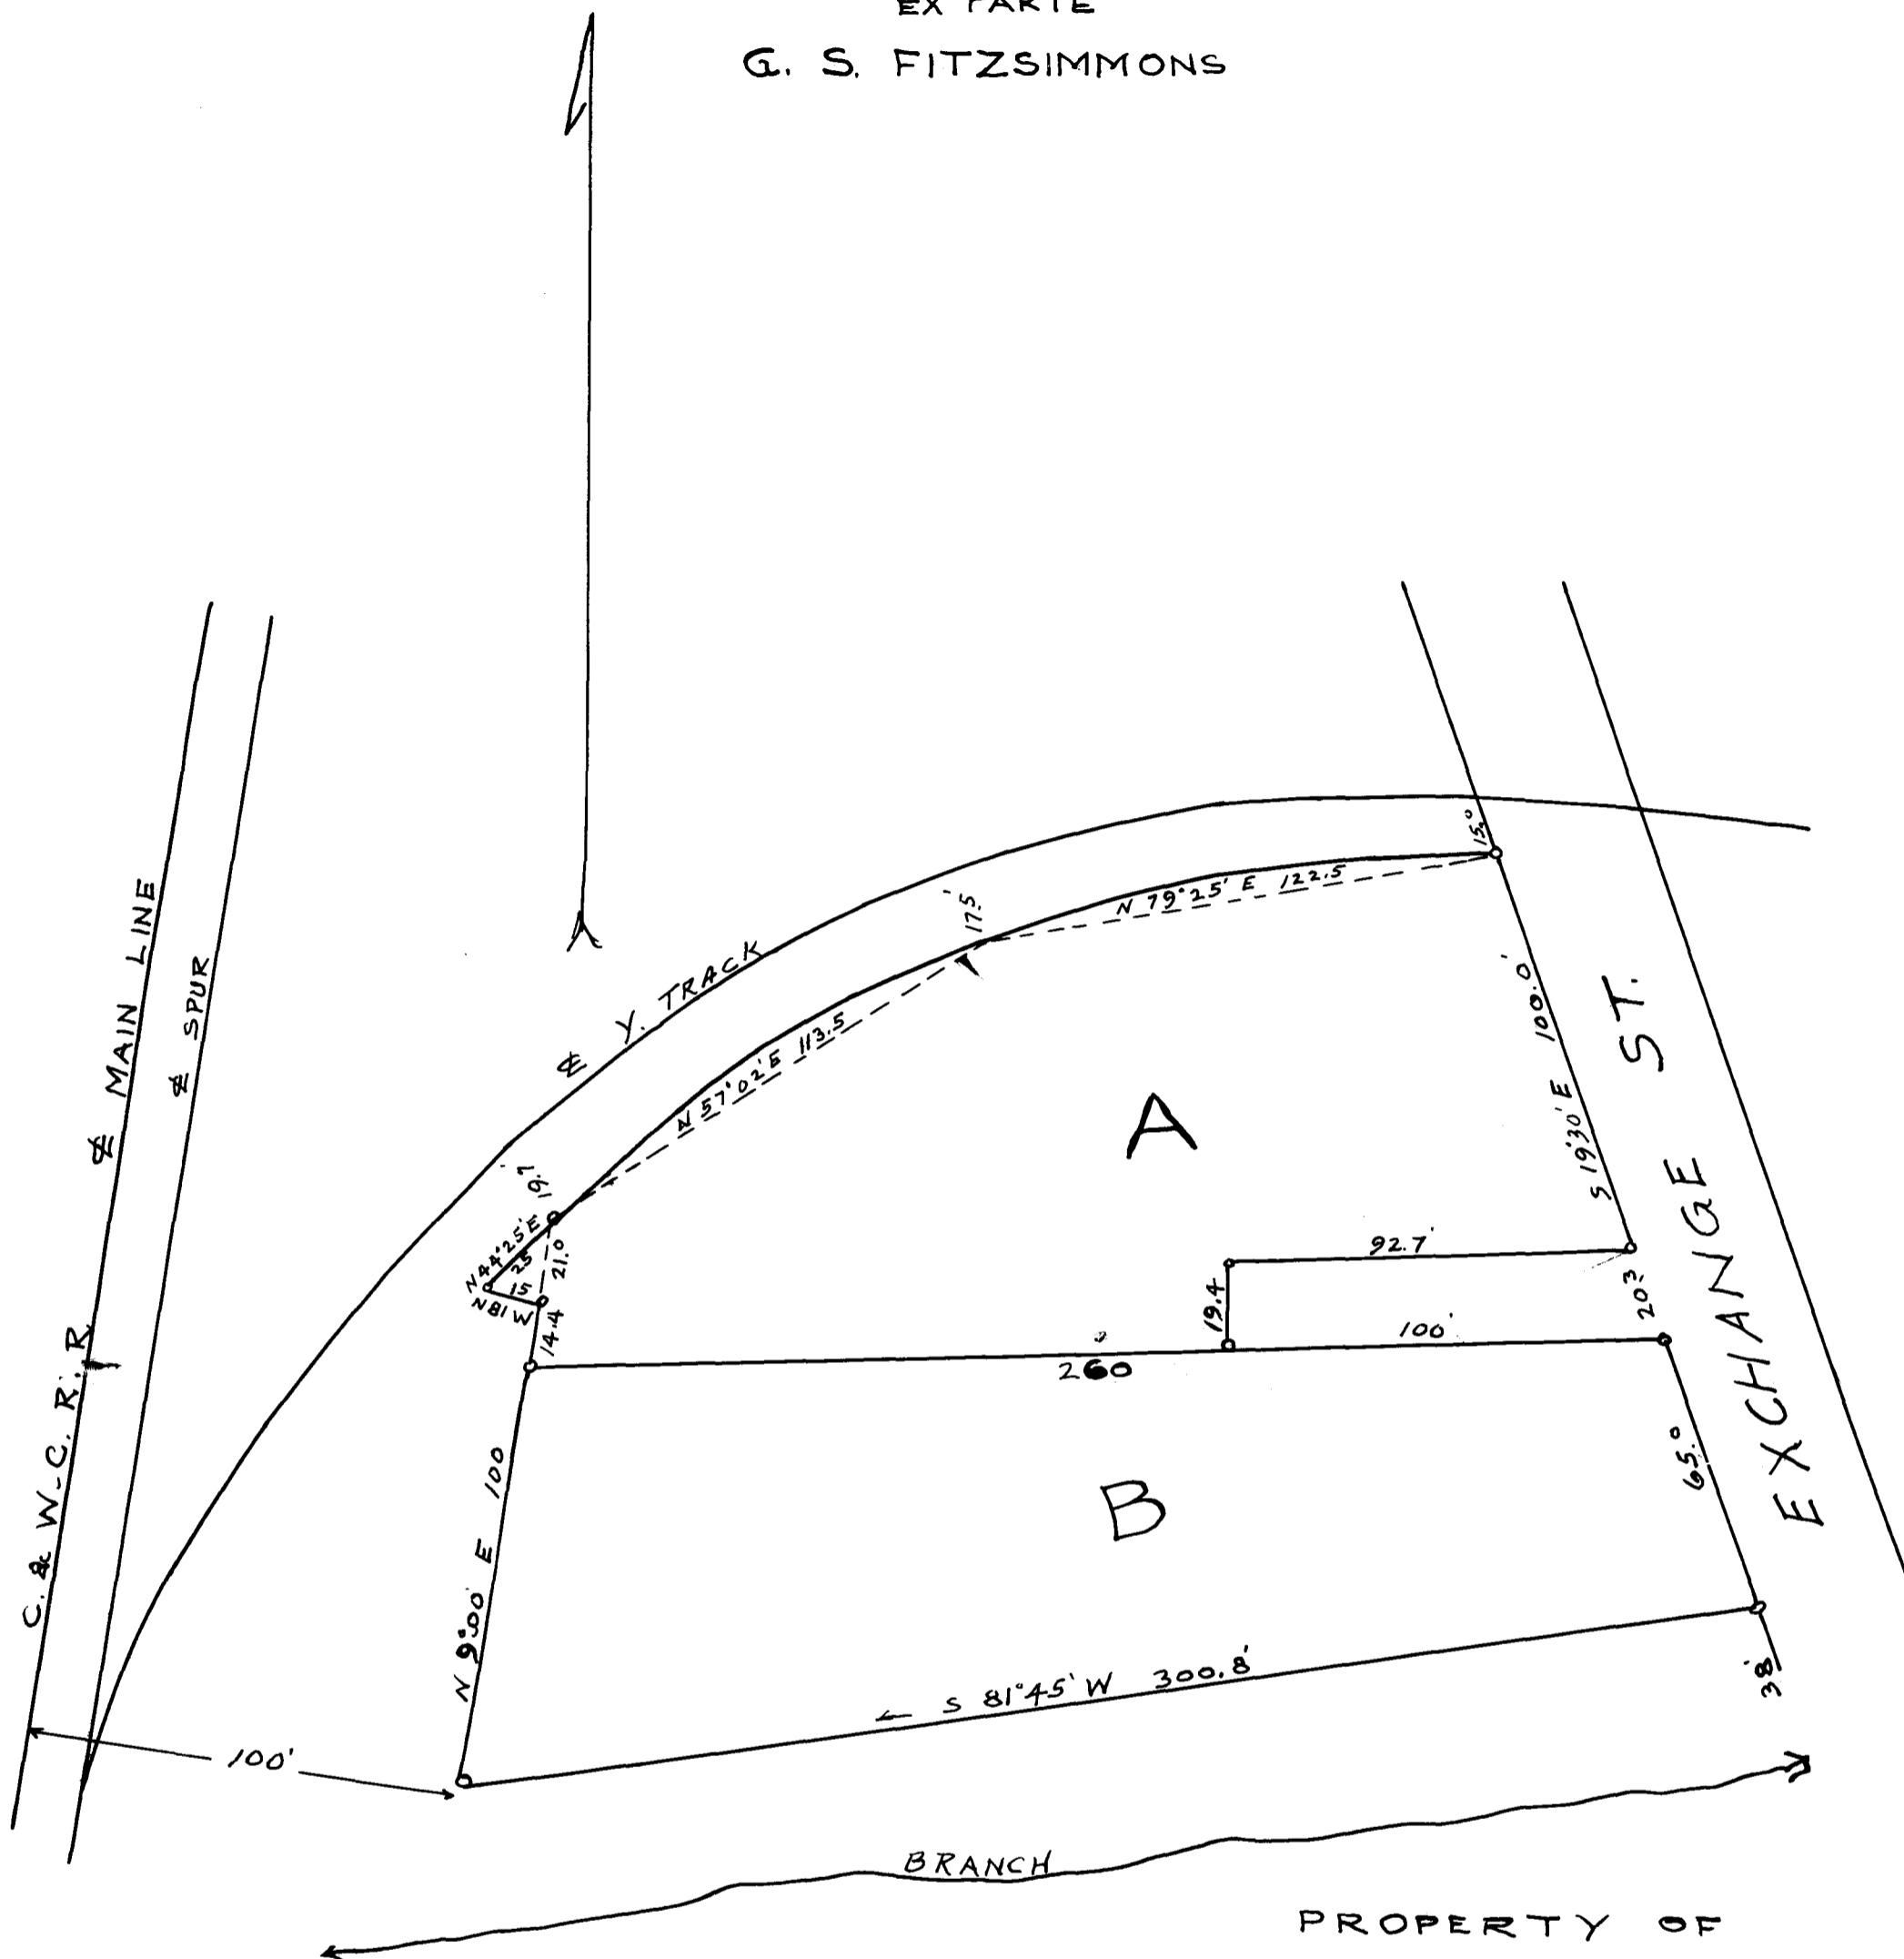 EX PARTE
G. S. FITZSIMMONS
℄ MAIN LINE
℄ SPUR
C. & W-C. R. R.
℄ Y. TRACK
15.0
17.5'
N 79°25' E 122.5
N 57°02' E 113.5
100.0'
S 19°30' E
ST.
EXCHANGE
A
19.7'
N 44°25' E
25
15
N 81 W
21.0
14.4
92.7'
19.4
20.3
100'
260
65.0
B
N 9°00' E 100
S 81°45' W 300.8'
38'
100'
BRANCH
PROPERTY OF